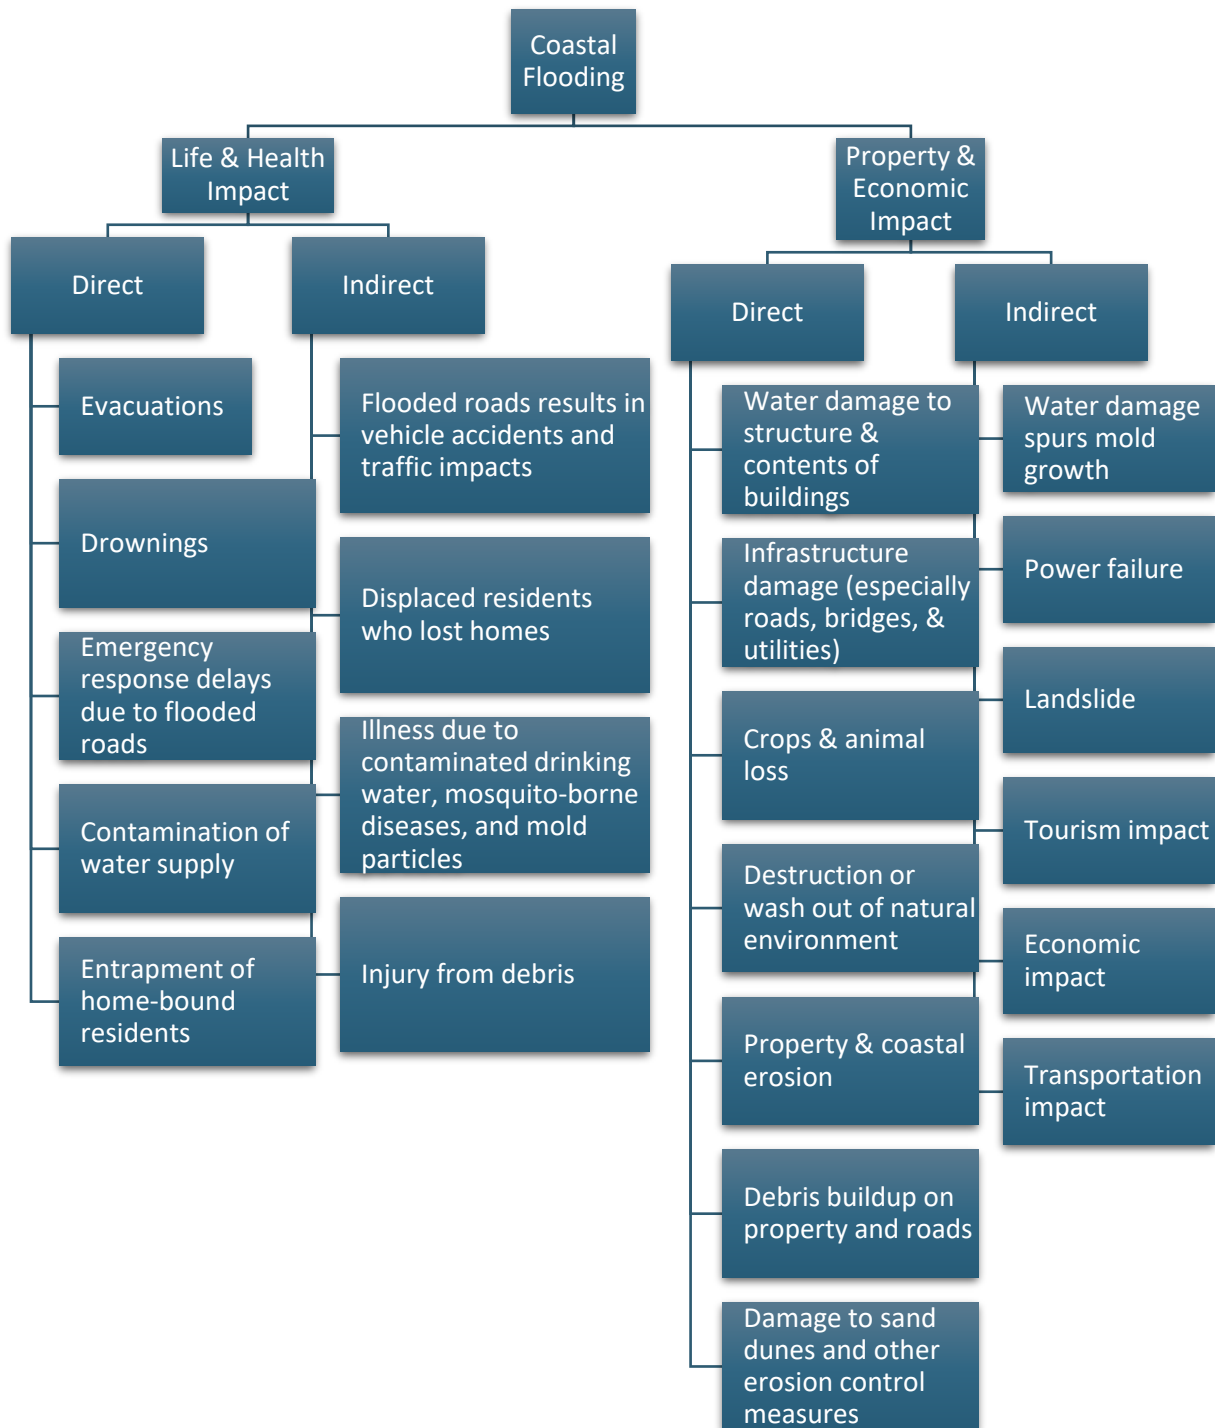 Coastal
Flooding
Life & Health
Impact
Direct
Evacuations
Drownings
Emergency
response delays
due to flooded
roads
Contamination of
water supply
Entrapment of
home-bound
residents
Indirect
Flooded roads results in
vehicle accidents and
traffic impacts
Displaced residents
who lost homes
Illness due to
contaminated drinking
water, mosquito-borne
diseases, and mold
particles
Injury from debris
Property &
Economic
Impact
Direct
Water damage to
structure &
contents of
buildings
Infrastructure
damage (especially
roads, bridges, &
utilities)
Crops & animal
loss
Destruction or
wash out of natural
environment
Property & coastal
erosion
Debris buildup on
property and roads
Damage to sand
dunes and other
erosion control
measures
Indirect
Water damage
spurs mold
growth
Power failure
Landslide
Tourism impact
Economic
impact
Transportation
impact